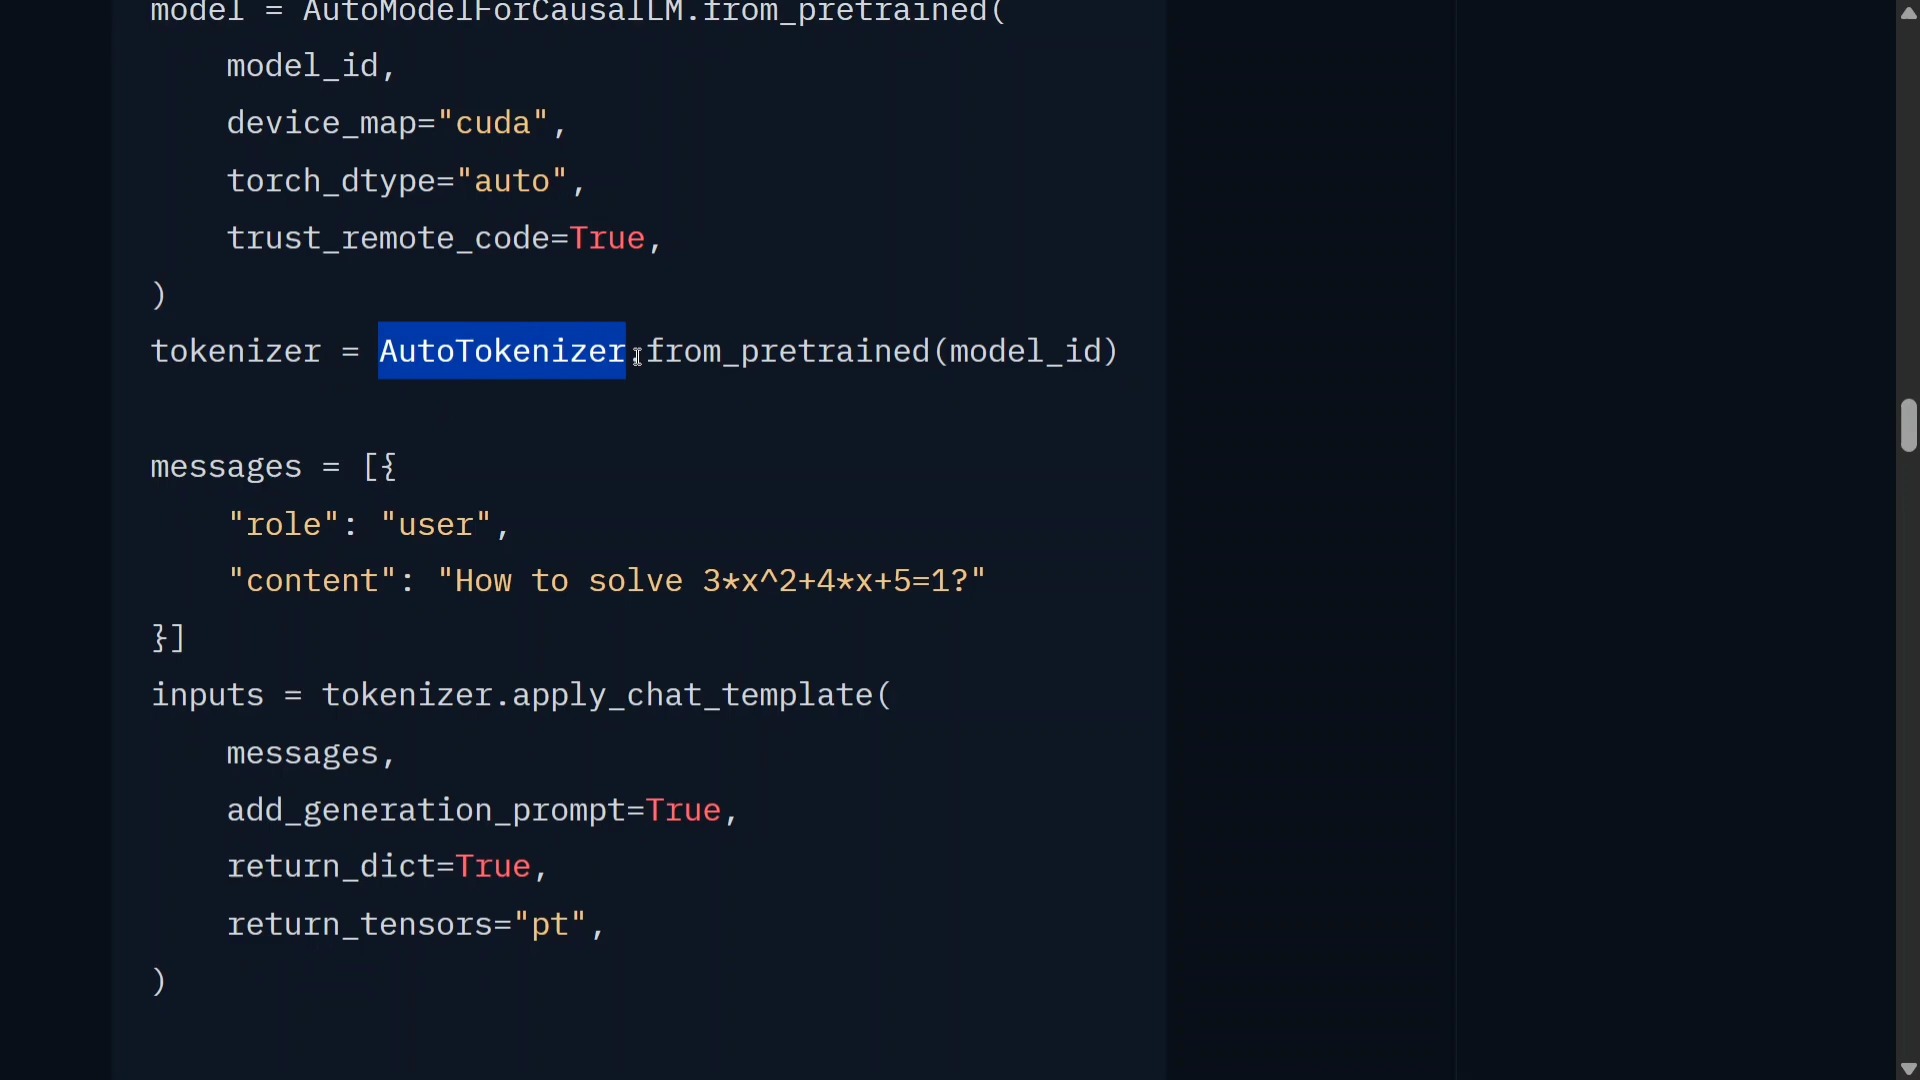 model = AutoModelForCausalLM.from_pretrained(
    model_id,
    device_map="cuda",
    torch_dtype="auto",
    trust_remote_code=True,
)
tokenizer = AutoTokenizer.from_pretrained(model_id)

messages = [{
    "role": "user",
    "content": "How to solve 3*x^2+4*x+5=1?"
}]
inputs = tokenizer.apply_chat_template(
    messages,
    add_generation_prompt=True,
    return_dict=True,
    return_tensors="pt",
)